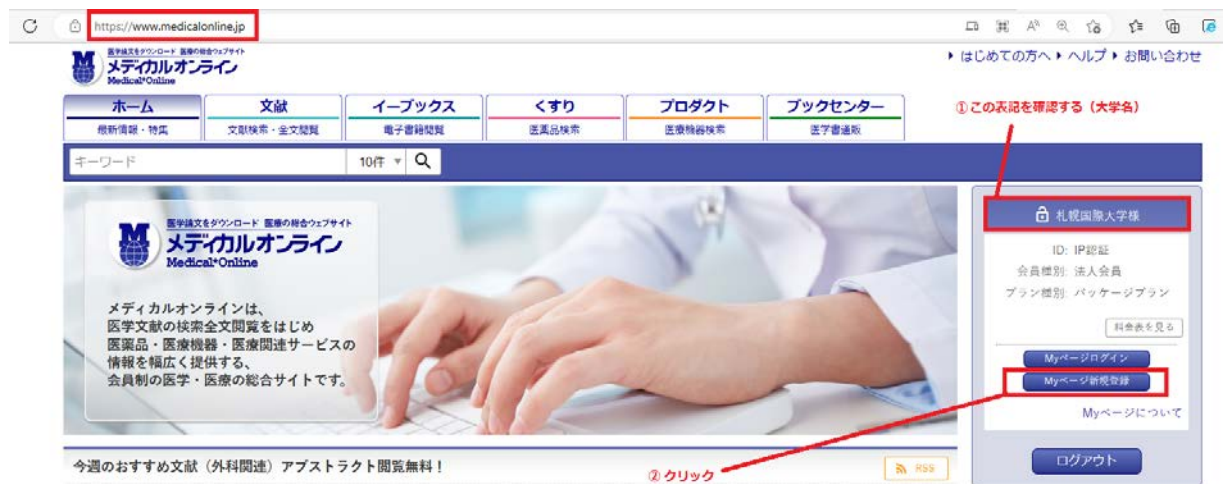 https://www.medicalonline.jp
医学論文をダウンロード 医療の総合ウェブサイト
メディカルオンライン
Medical*Online
はじめての方へ ヘルプ お問い合わせ
ホーム 文献 イーブックス くすり プロダクト ブックセンター
最新情報・特集 文献検索・全文閲覧 電子書籍閲覧 医薬品検索 医療機器検索 医学書通販
①この表記を確認する（大学名）
キーワード 10件
札幌国際大学様
ID: IP認証
会員種別: 法人会員
プラン種別: パッケージプラン
料金表を見る
Myページログイン
Myページ新規登録
Myページについて
ログアウト
医学論文をダウンロード 医療の総合ウェブサイト
メディカルオンライン
Medical*Online
メディカルオンラインは、
医学文献の検索全文閲覧をはじめ
医薬品・医療機器・医療関連サービスの
情報を幅広く提供する、
会員制の医学・医療の総合サイトです。
今週のおすすめ文献（外科関連）アブストラクト閲覧無料！
②クリック
RSS